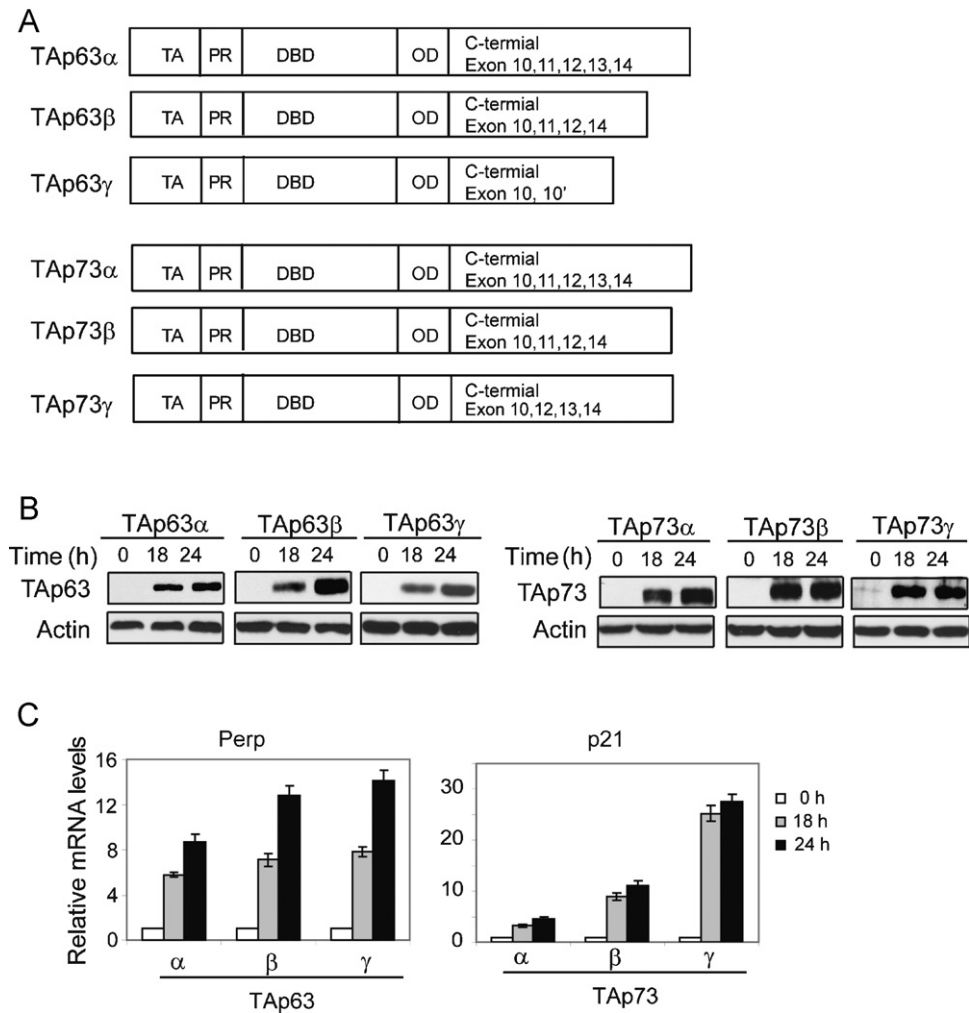 A
TAp63α TA PR DBD OD C-termial
Exon 10,11,12,13,14
TAp63β TA PR DBD OD C-termial
Exon 10,11,12,14
TAp63γ TA PR DBD OD C-termial
Exon 10, 10'
TAp73α TA PR DBD OD C-termial
Exon 10,11,12,13,14
TAp73β TA PR DBD OD C-termial
Exon 10,11,12,14
TAp73γ TA PR DBD OD C-termial
Exon 10,12,13,14
B
TAp63α TAp63β TAp63γ
Time (h) 0 18 24 0 18 24 0 18 24
TAp63
Actin
TAp73α TAp73β TAp73γ
Time (h) 0 18 24 0 18 24 0 18 24
TAp73
Actin
C
Perp
Relative mRNA levels
16
12
8
4
0
α β γ
TAp63
p21
30
20
10
0
α β γ
TAp73
0 h
18 h
24 h